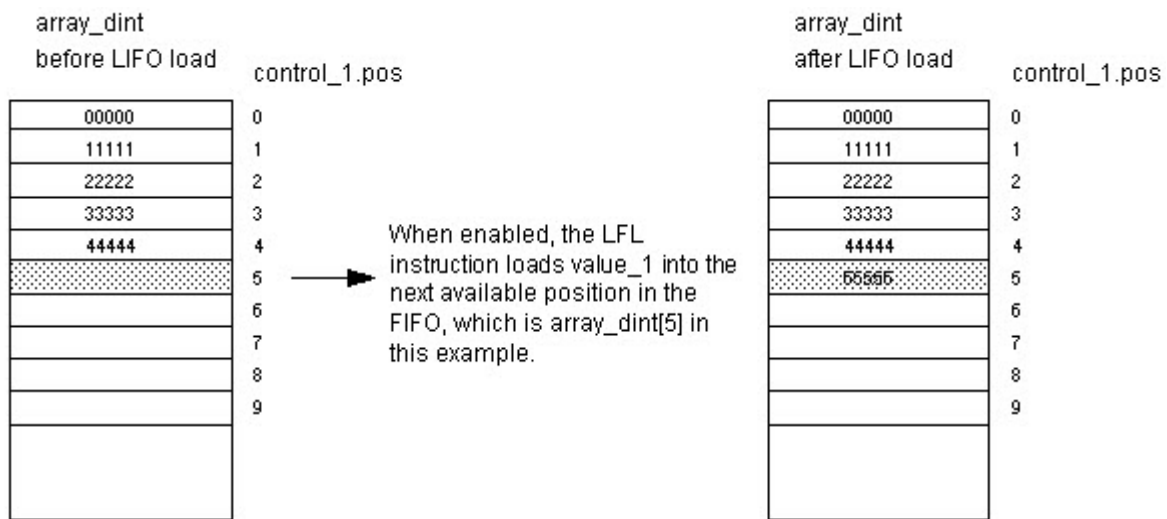 array_dint
before LIFO load
control_1.pos
00000 0
11111 1
22222 2
33333 3
44444 4
5
6
7
8
9
When enabled, the LFL
instruction loads value_1 into the
next available position in the
FIFO, which is array_dint[5] in
this example.
array_dint
after LIFO load
control_1.pos
00000 0
11111 1
22222 2
33333 3
44444 4
55555 5
6
7
8
9